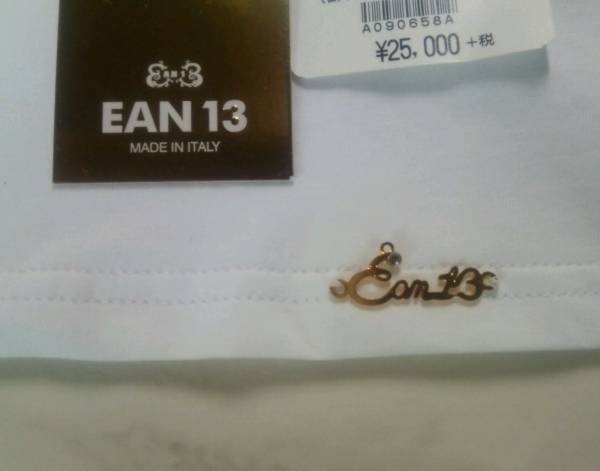 EAN 13
MADE IN ITALY
A090658A
¥25,000 +税
Ean13